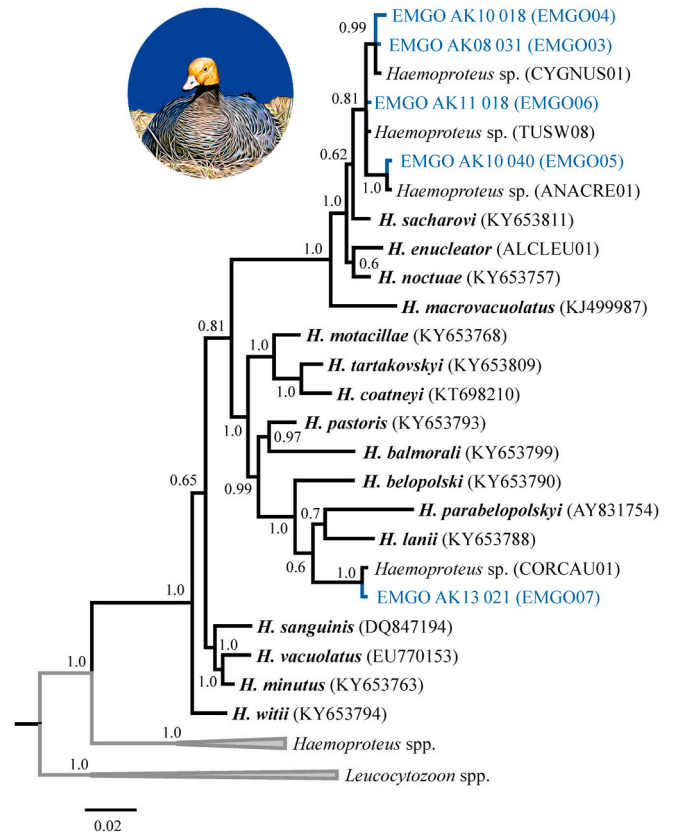 0.99
EMGO AK10 018 (EMGO04)
EMGO AK08 031 (EMGO03)
Haemoproteus sp. (CYGNUS01)
0.81
EMGO AK11 018 (EMGO06)
Haemoproteus sp. (TUSW08)
0.62
EMGO AK10 040 (EMGO05)
1.0
Haemoproteus sp. (ANACRE01)
1.0
H. sacharovi (KY653811)
1.0
H. enucleator (ALCLEU01)
0.6
H. noctuae (KY653757)
H. macrovacuolatus (KJ499987)
0.81
H. motacillae (KY653768)
1.0
H. tartakovskyi (KY653809)
1.0
H. coatneyi (KT698210)
1.0
H. pastoris (KY653793)
0.97
H. balmorali (KY653799)
0.65
0.99
H. belopolski (KY653790)
0.7
H. parabelopolskyi (AY831754)
1.0
H. lanii (KY653788)
0.6
1.0
Haemoproteus sp. (CORCAU01)
EMGO AK13 021 (EMGO07)
1.0
H. sanguinis (DQ847194)
1.0
H. vacuolatus (EU770153)
1.0
H. minutus (KY653763)
1.0
H. witii (KY653794)
1.0
Haemoproteus spp.
1.0
Leucocytozoon spp.
0.02